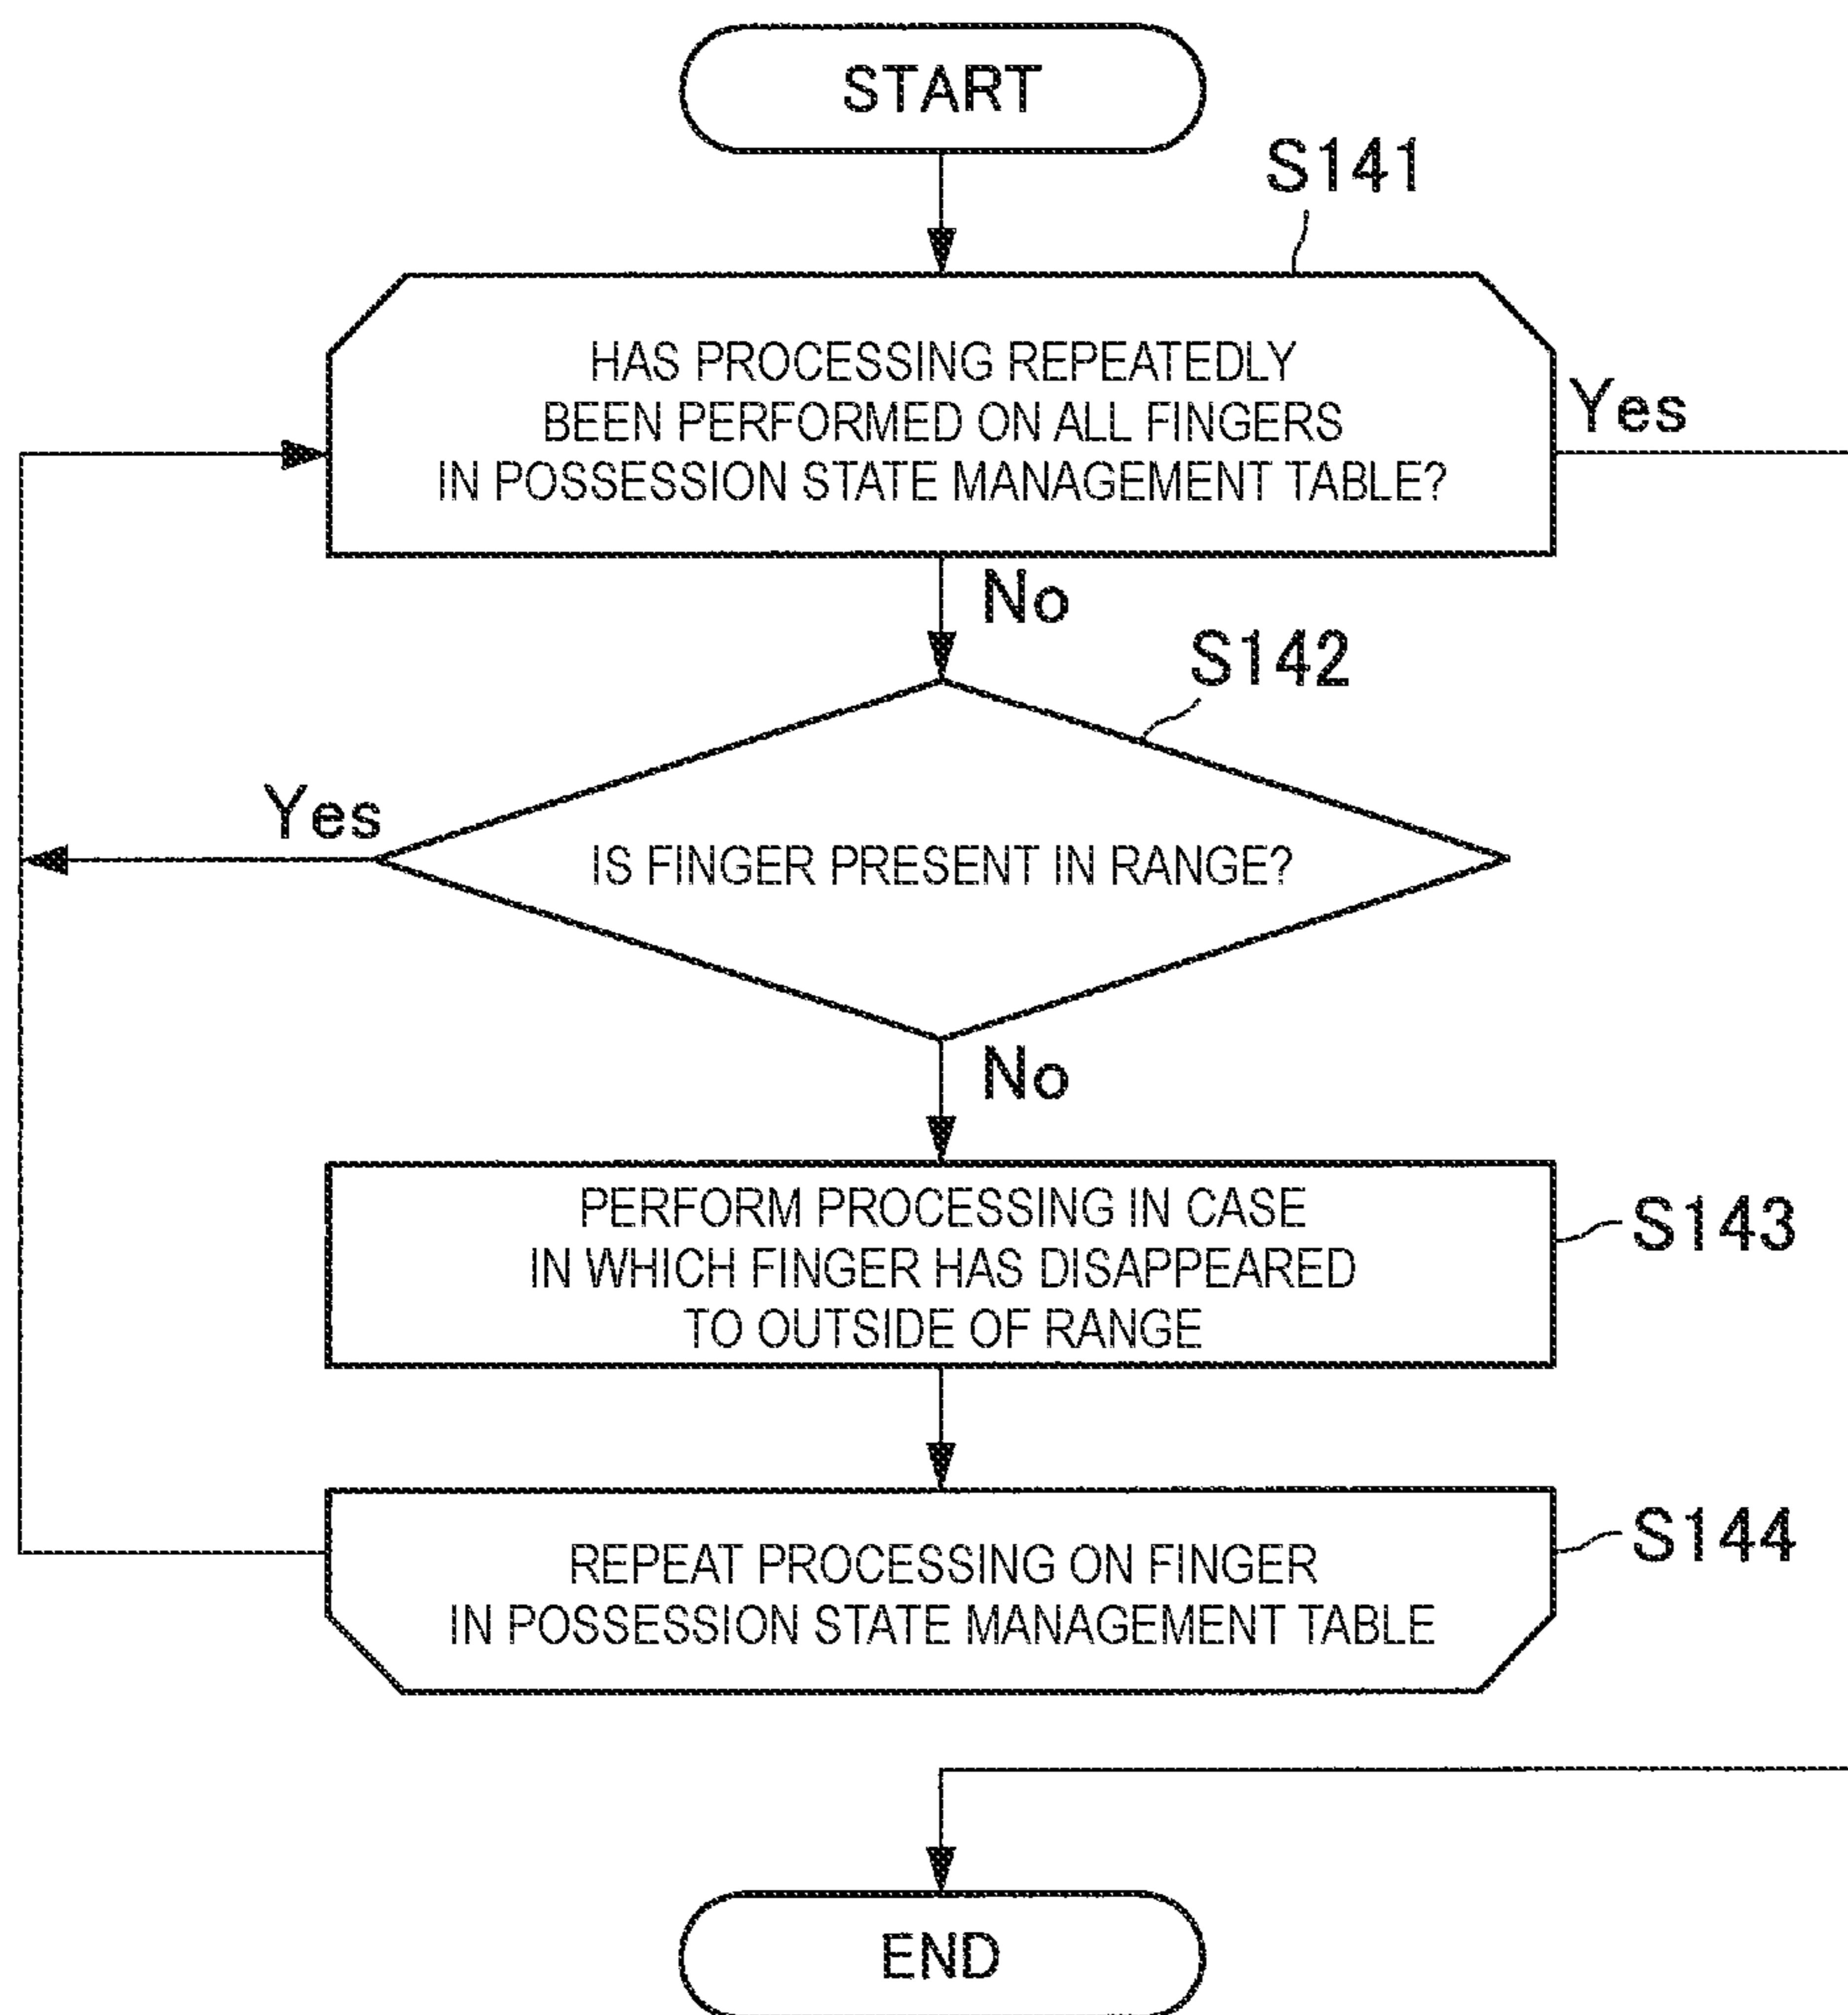 START
S141
HAS PROCESSING REPEATEDLY
BEEN PERFORMED ON ALL FINGERS
IN POSSESSION STATE MANAGEMENT TABLE?
Yes
No
S142
Yes
IS FINGER PRESENT IN RANGE?
No
PERFORM PROCESSING IN CASE
IN WHICH FINGER HAS DISAPPEARED
TO OUTSIDE OF RANGE
S143
REPEAT PROCESSING ON FINGER
IN POSSESSION STATE MANAGEMENT TABLE
S144
END